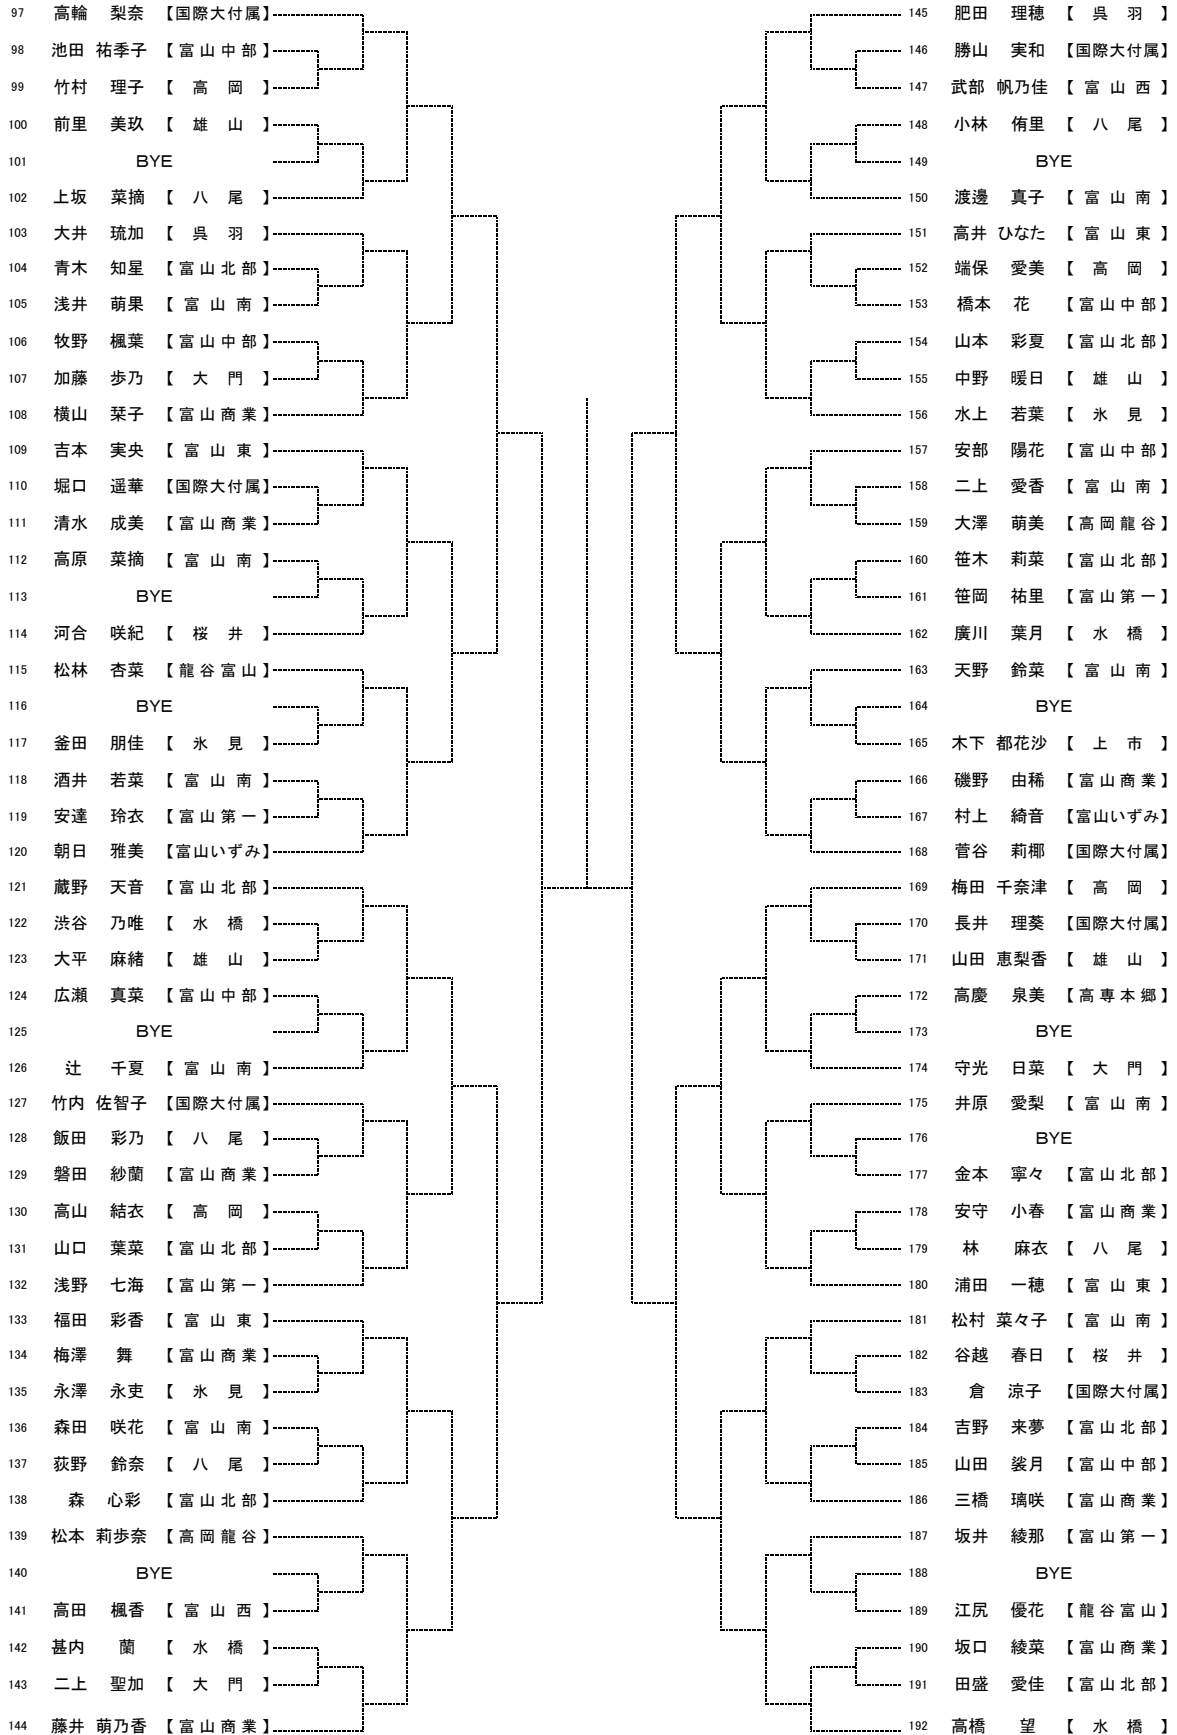 97 高輪 梨奈 【国際大付属】
98 池田 祐季子 【富山中部】
99 竹村 理子 【 高 岡 】
100 前里 美玖 【 雄 山 】
101 BYE
102 上坂 菜摘 【 八 尾 】
103 大井 琉加 【 呉 羽 】
104 青木 知星 【富山北部】
105 浅井 萌果 【 富 山 南 】
106 牧野 楓葉 【富山中部】
107 加藤 歩乃 【 大 門 】
108 横山 栞子 【富山商業】
109 吉本 実央 【 富 山 東 】
110 堀口 遥華 【国際大付属】
111 清水 成美 【富山商業】
112 高原 菜摘 【 富 山 南 】
113 BYE
114 河合 咲紀 【 桜 井 】
115 松林 杏菜 【龍谷富山】
116 BYE
117 釜田 朋佳 【 氷 見 】
118 酒井 若菜 【 富 山 南 】
119 安達 玲衣 【富山第一】
120 朝日 雅美 【富山いずみ】
121 蔵野 天音 【富山北部】
122 渋谷 乃唯 【 水 橋 】
123 大平 麻緒 【 雄 山 】
124 広瀬 真菜 【富山中部】
125 BYE
126 辻 千夏 【 富 山 南 】
127 竹内 佐智子 【国際大付属】
128 飯田 彩乃 【 八 尾 】
129 磐田 紗蘭 【富山商業】
130 高山 結衣 【 高 岡 】
131 山口 葉菜 【富山北部】
132 浅野 七海 【富山第一】
133 福田 彩香 【 富 山 東 】
134 梅澤 舞 【富山商業】
135 永澤 永吏 【 氷 見 】
136 森田 咲花 【 富 山 南 】
137 荻野 鈴奈 【 八 尾 】
138 森 心彩 【富山北部】
139 松本 莉歩奈 【高岡龍谷】
140 BYE
141 高田 楓香 【 富 山 西 】
142 甚内 蘭 【 水 橋 】
143 二上 聖加 【 大 門 】
144 藤井 萌乃香 【富山商業】
145 肥田 理穂 【 呉 羽 】
146 勝山 実和 【国際大付属】
147 武部 帆乃佳 【 富 山 西 】
148 小林 侑里 【 八 尾 】
149 BYE
150 渡邊 真子 【 富 山 南 】
151 高井 ひなた 【 富 山 東 】
152 端保 愛美 【 高 岡 】
153 橋本 花 【富山中部】
154 山本 彩夏 【富山北部】
155 中野 暖日 【 雄 山 】
156 水上 若葉 【 氷 見 】
157 安部 陽花 【富山中部】
158 二上 愛香 【 富 山 南 】
159 大澤 萌美 【高岡龍谷】
160 笹木 莉菜 【富山北部】
161 笹岡 祐里 【富山第一】
162 廣川 葉月 【 水 橋 】
163 天野 鈴菜 【 富 山 南 】
164 BYE
165 木下 都花沙 【 上 市 】
166 磯野 由稀 【富山商業】
167 村上 綺音 【富山いずみ】
168 菅谷 莉椰 【国際大付属】
169 梅田 千奈津 【 高 岡 】
170 長井 理葵 【国際大付属】
171 山田 恵梨香 【 雄 山 】
172 高慶 泉美 【高専本郷】
173 BYE
174 守光 日菜 【 大 門 】
175 井原 愛梨 【 富 山 南 】
176 BYE
177 金本 寧々 【富山北部】
178 安守 小春 【富山商業】
179 林 麻衣 【 八 尾 】
180 浦田 一穂 【 富 山 東 】
181 松村 菜々子 【 富 山 南 】
182 谷越 春日 【 桜 井 】
183 倉 涼子 【国際大付属】
184 吉野 来夢 【富山北部】
185 山田 裟月 【富山中部】
186 三橋 璃咲 【富山商業】
187 坂井 綾那 【富山第一】
188 BYE
189 江尻 優花 【龍谷富山】
190 坂口 綾菜 【富山商業】
191 田盛 愛佳 【富山北部】
192 高橋 望 【 水 橋 】